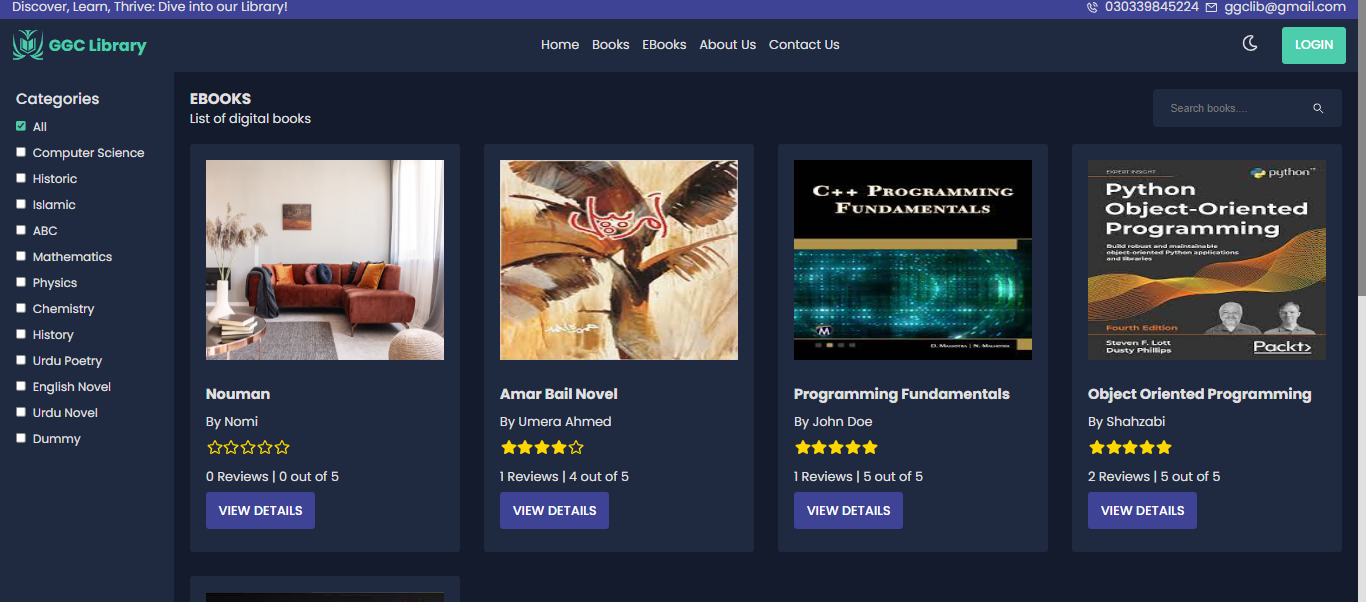 Discover, Learn, Thrive: Dive into our Library!
030339845224 ggclib@gmail.com
GGC Library
Home Books EBooks About Us Contact Us
LOGIN
Categories
All
Computer Science
Historic
Islamic
ABC
Mathematics
Physics
Chemistry
History
Urdu Poetry
English Novel
Urdu Novel
Dummy
EBOOKS
List of digital books
Search books....
Nouman
By Nomi
0 Reviews | 0 out of 5
VIEW DETAILS
امربیل
Amar Bail Novel
By Umera Ahmed
1 Reviews | 4 out of 5
VIEW DETAILS
C++ PROGRAMMING
FUNDAMENTALS
D. MALHOTRA | N. MALHOTRA
Programming Fundamentals
By John Doe
1 Reviews | 5 out of 5
VIEW DETAILS
EXPERT INSIGHT
python
Python
Object-Oriented
Programming
Build robust and maintainable
object-oriented Python applications
and libraries
Fourth Edition
Steven F. Lott
Dusty Phillips
Packt>
Object Oriented Programming
By Shahzabi
2 Reviews | 5 out of 5
VIEW DETAILS